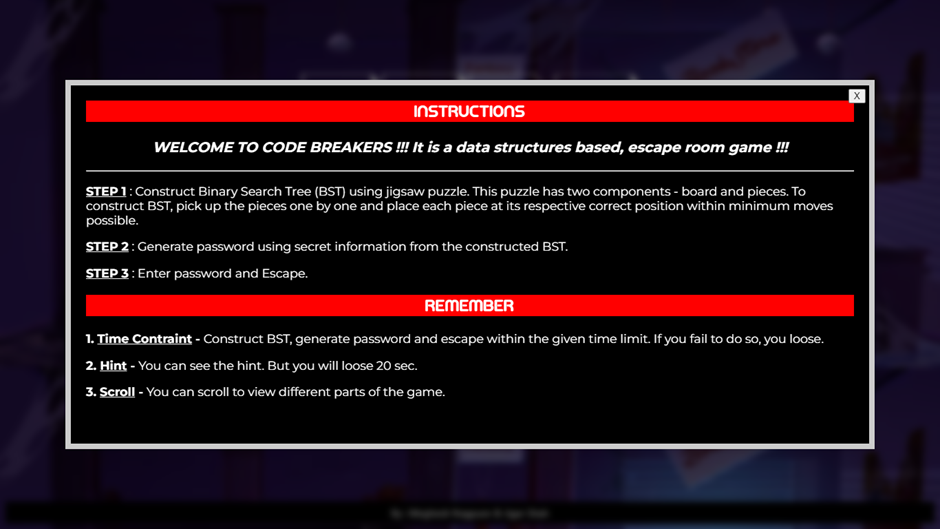 X
INSTRUCTIONS
WELCOME TO CODE BREAKERS !!! It is a data structures based, escape room game !!!
STEP 1 : Construct Binary Search Tree (BST) using jigsaw puzzle. This puzzle has two components - board and pieces. To
construct BST, pick up the pieces one by one and place each piece at its respective correct position within minimum moves
possible.
STEP 2 : Generate password using secret information from the constructed BST.
STEP 3 : Enter password and Escape.
REMEMBER
1. Time Contraint - Construct BST, generate password and escape within the given time limit. If you fail to do so, you loose.
2. Hint - You can see the hint. But you will loose 20 sec.
3. Scroll - You can scroll to view different parts of the game.